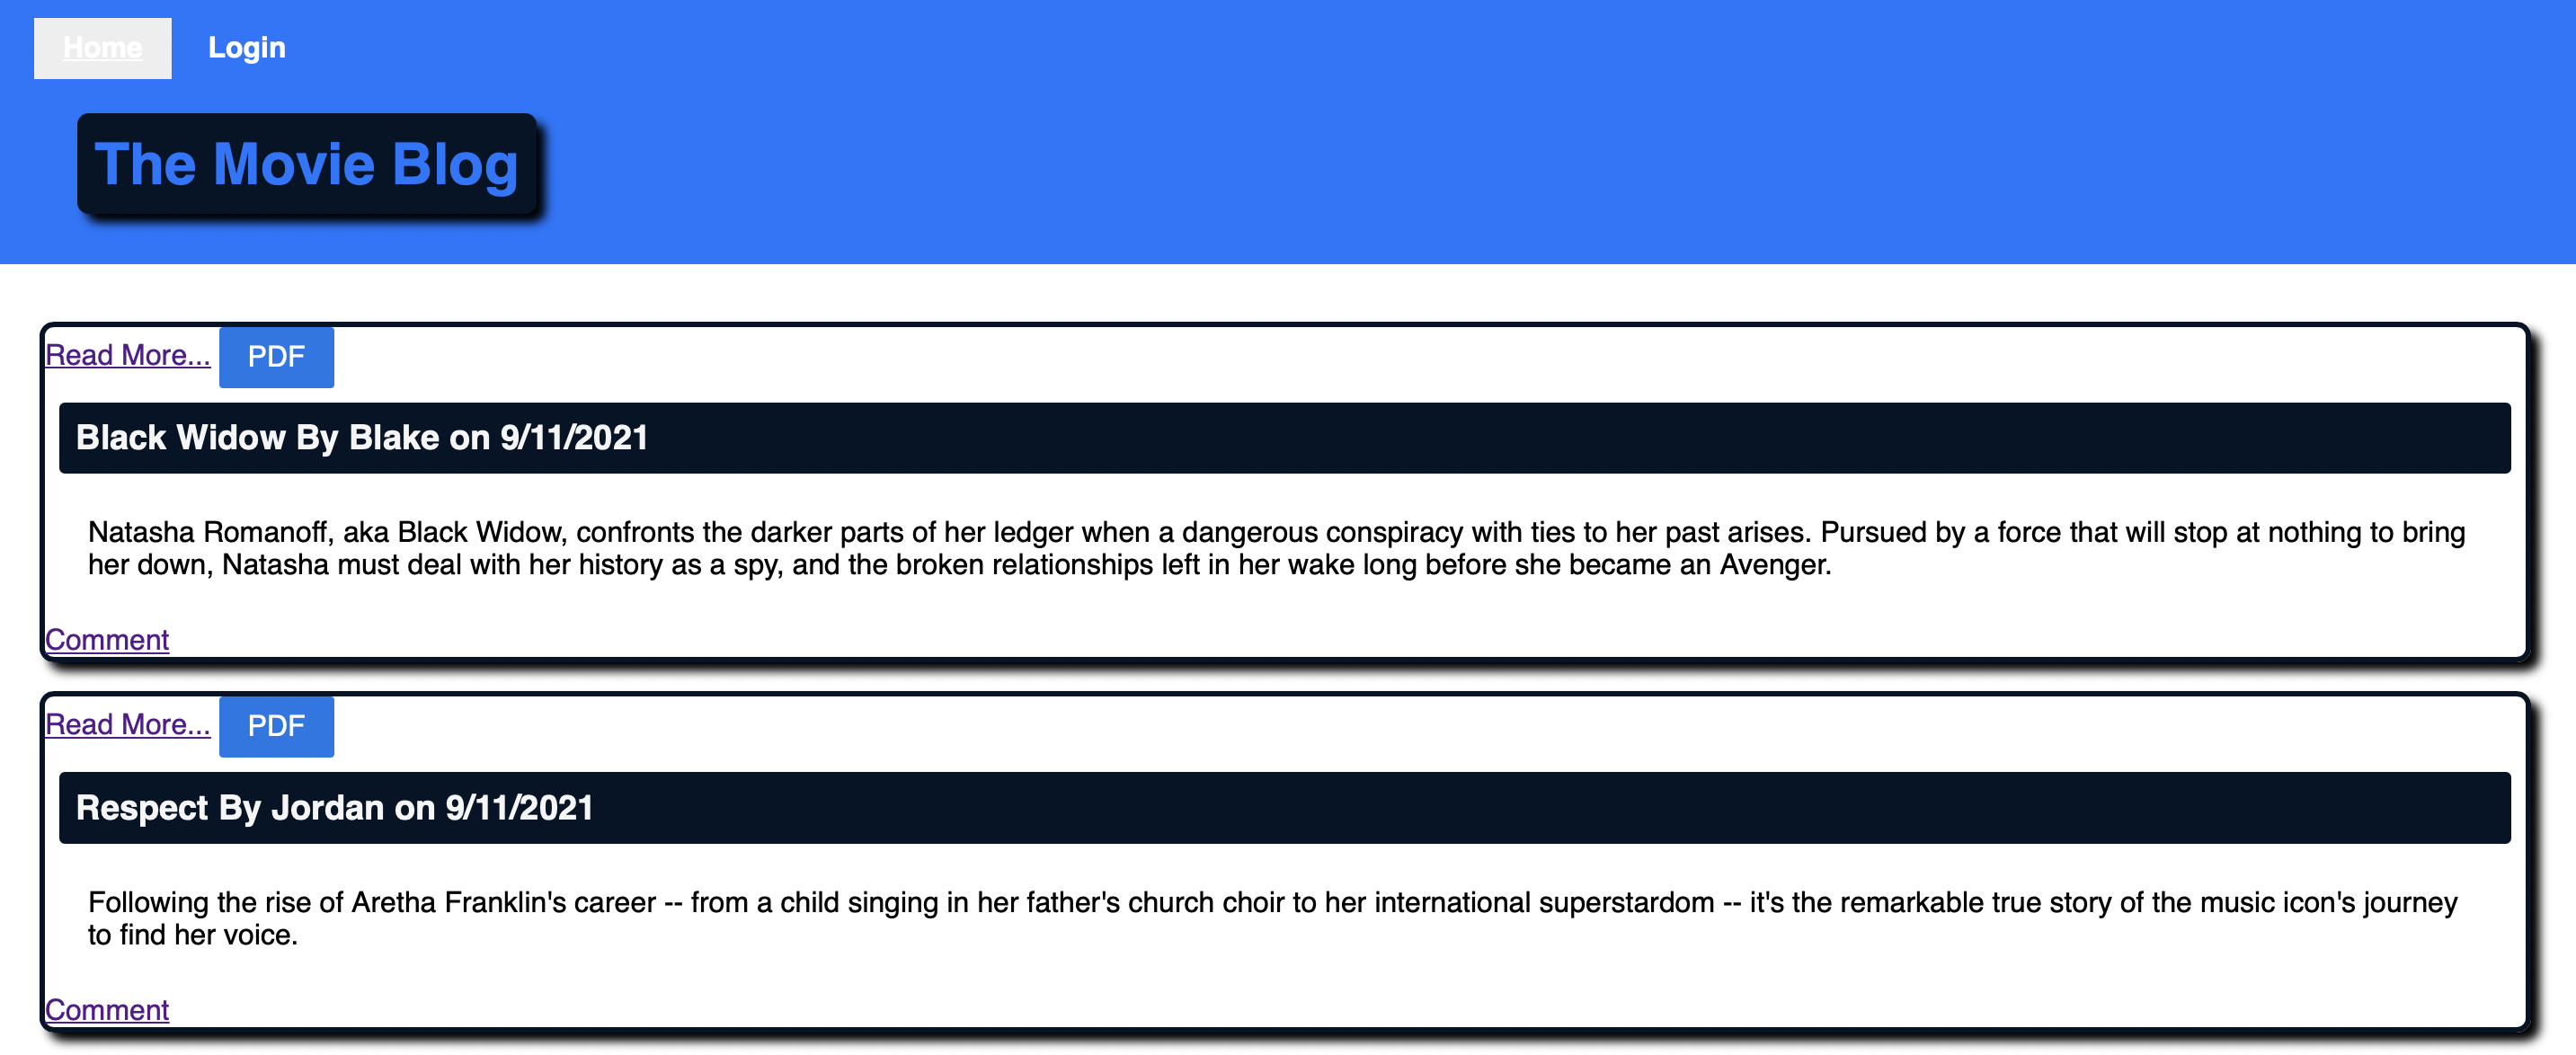 Home Login
The Movie Blog
Read More... PDF
Black Widow By Blake on 9/11/2021
Natasha Romanoff, aka Black Widow, confronts the darker parts of her ledger when a dangerous conspiracy with ties to her past arises. Pursued by a force that will stop at nothing to bring
her down, Natasha must deal with her history as a spy, and the broken relationships left in her wake long before she became an Avenger.
Comment
Read More... PDF
Respect By Jordan on 9/11/2021
Following the rise of Aretha Franklin's career -- from a child singing in her father's church choir to her international superstardom -- it's the remarkable true story of the music icon's journey
to find her voice.
Comment